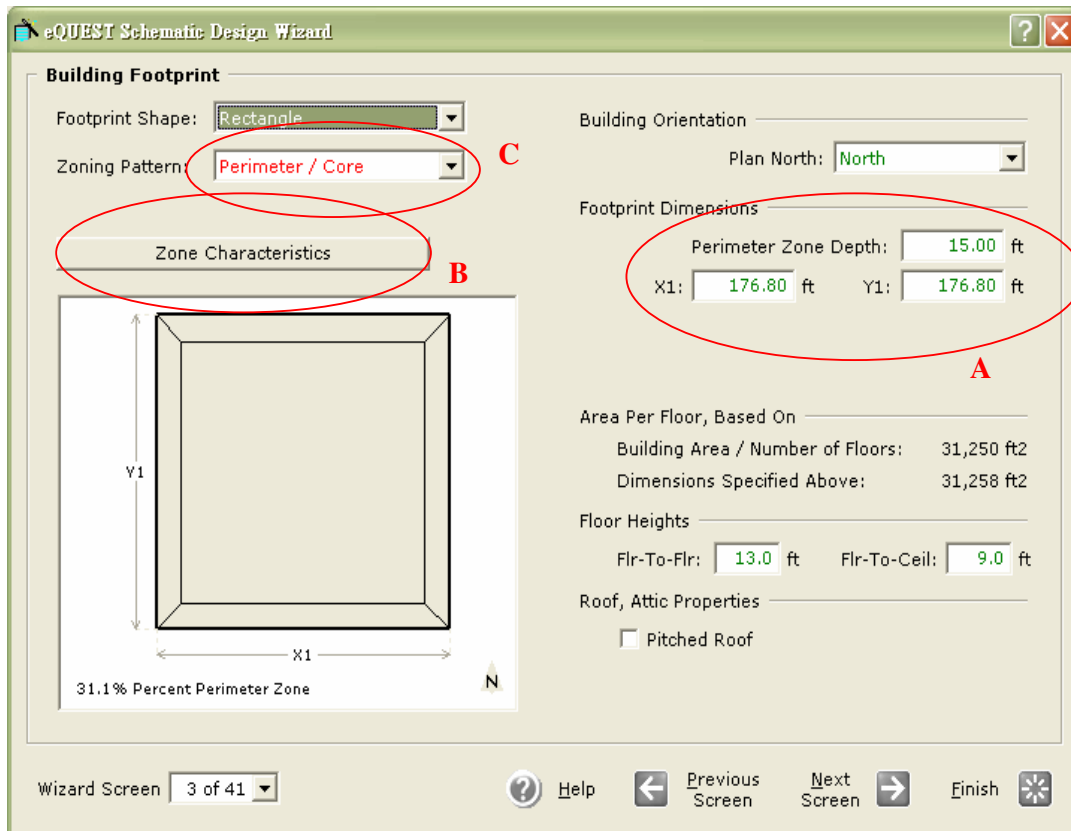 eQUEST Schematic Design Wizard
Building Footprint
Footprint Shape: Rectangle
Zoning Pattern: Perimeter / Core
C
Zone Characteristics
B
Y1
X1
31.1% Percent Perimeter Zone
N
Building Orientation
Plan North: North
Footprint Dimensions
Perimeter Zone Depth: 15.00 ft
X1: 176.80 ft Y1: 176.80 ft
A
Area Per Floor, Based On
Building Area / Number of Floors: 31,250 ft2
Dimensions Specified Above: 31,258 ft2
Floor Heights
Flr-To-Flr: 13.0 ft Flr-To-Ceil: 9.0 ft
Roof, Attic Properties
Pitched Roof
Wizard Screen 3 of 41
? Help
Previous Screen
Next Screen
Finish